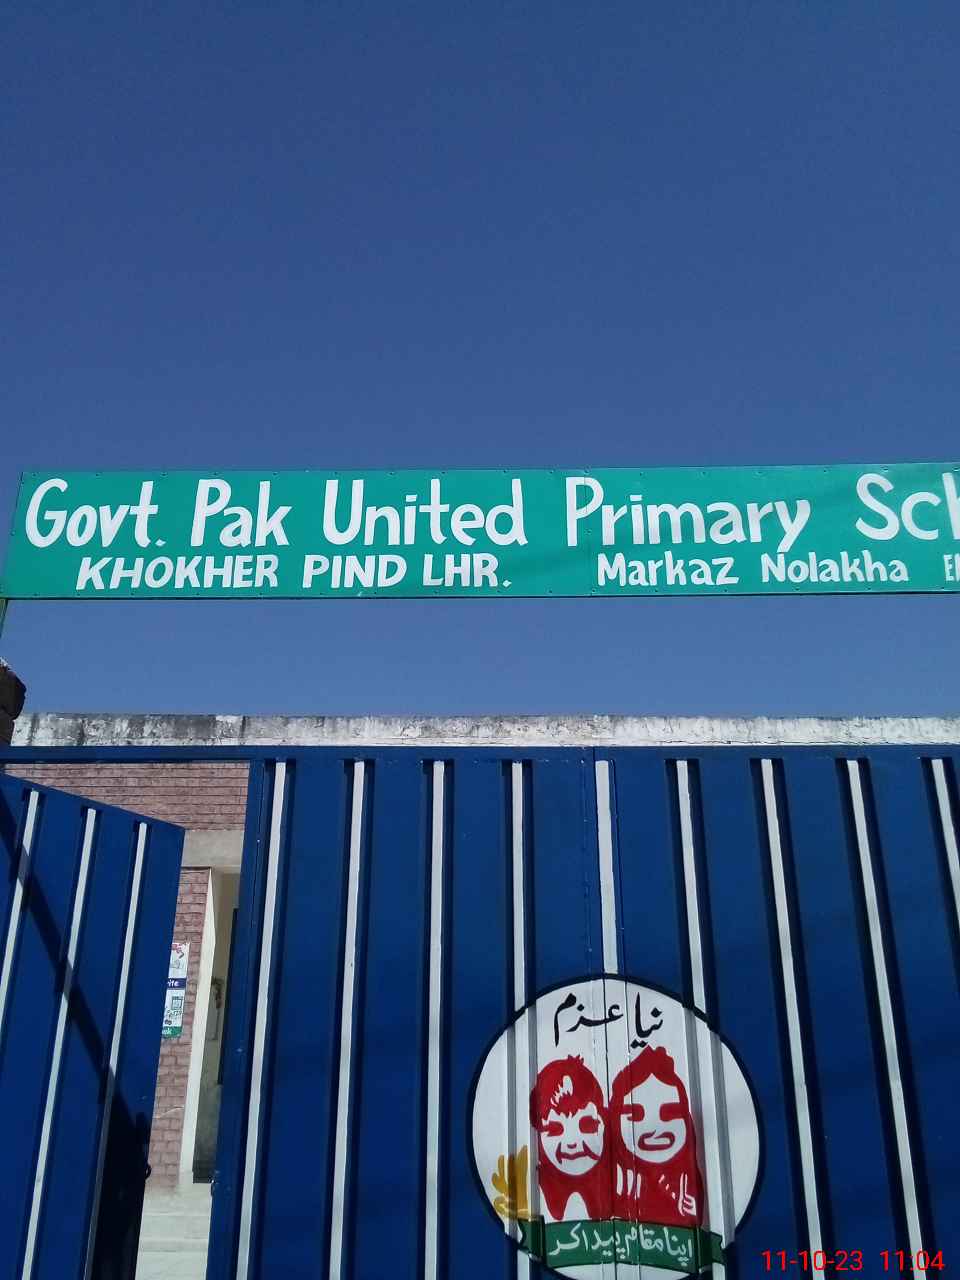 Govt. Pak United Primary Sch
KHOKHER PIND LHR. Markaz Nolakha
نیا عزم
اپنا مقام پیدا کر
11-10-23 11:04